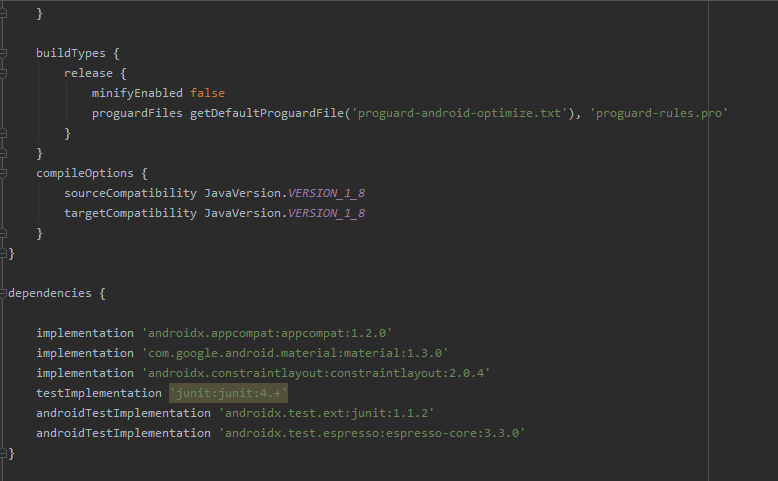 }
buildTypes {
release {
minifyEnabled false
proguardFiles getDefaultProguardFile('proguard-android-optimize.txt'), 'proguard-rules.pro'
}
}
compileOptions {
sourceCompatibility JavaVersion.VERSION_1_8
targetCompatibility JavaVersion.VERSION_1_8
}
}
dependencies {
implementation 'androidx.appcompat:appcompat:1.2.0'
implementation 'com.google.android.material:material:1.3.0'
implementation 'androidx.constraintlayout:constraintlayout:2.0.4'
testImplementation 'junit:junit:4.+'
androidTestImplementation 'androidx.test.ext:junit:1.1.2'
androidTestImplementation 'androidx.test.espresso:espresso-core:3.3.0'
}